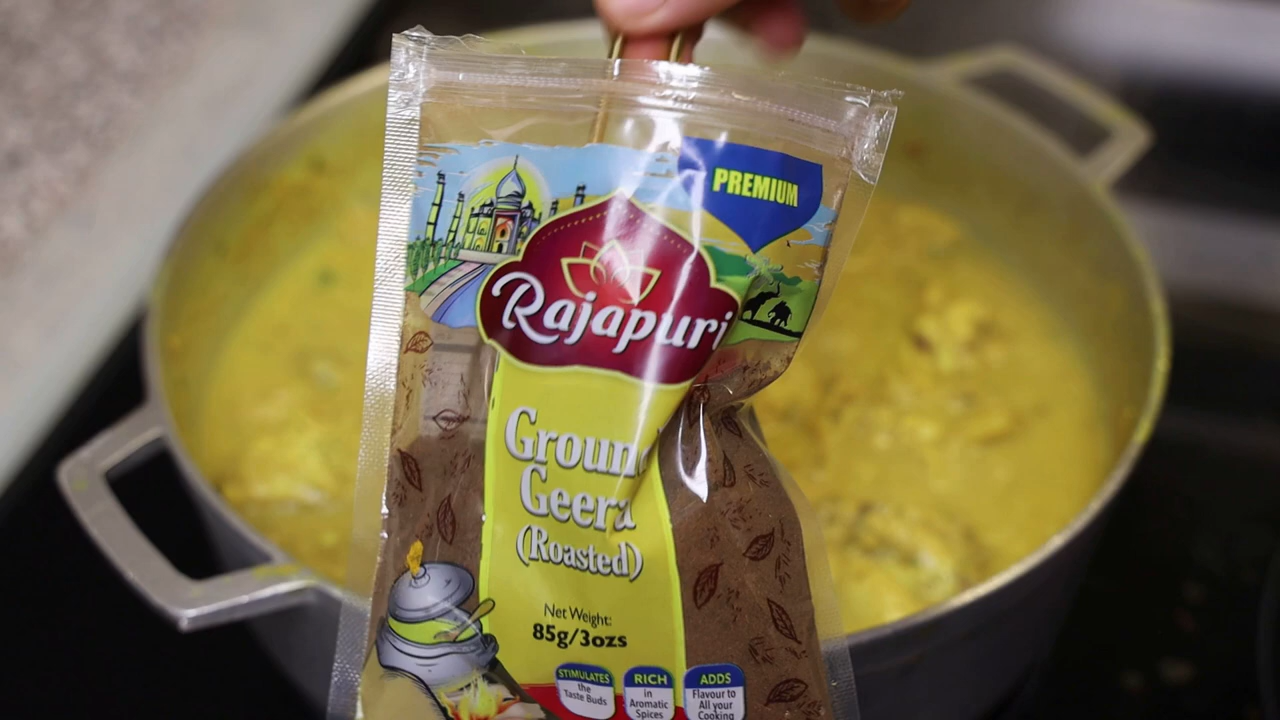 PREMIUM
Rajapuri
Ground
Geera
(Roasted)
Net Weight:
85g/3ozs
STIMULATES
the
Taste Buds
RICH
in
Aromatic
Spices
ADDS
Flavour to
All your
Cooking